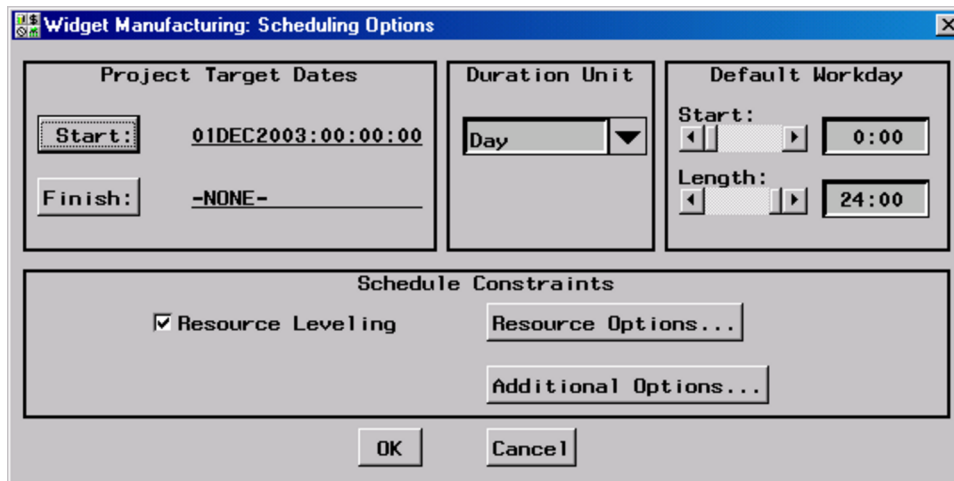 Widget Manufacturing: Scheduling Options
Project Target Dates
Start: 01DEC2003:00:00:00
Finish: -NONE-
Duration Unit
Day
Default Workday
Start:
0:00
Length:
24:00
Schedule Constraints
Resource Leveling Resource Options...
Additional Options...
OK Cancel